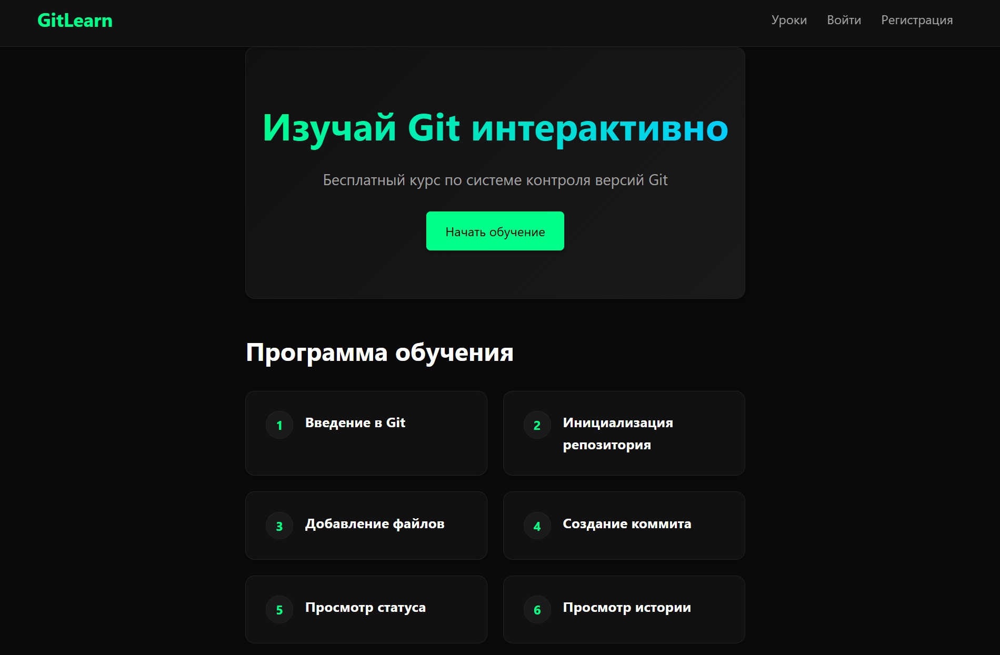 GitLearn
Уроки
Войти
Регистрация
Изучай Git интерактивно
Бесплатный курс по системе контроля версий Git
Начать обучение
Программа обучения
1
Введение в Git
2
Инициализация
репозитория
3
Добавление файлов
4
Создание коммита
5
Просмотр статуса
6
Просмотр истории